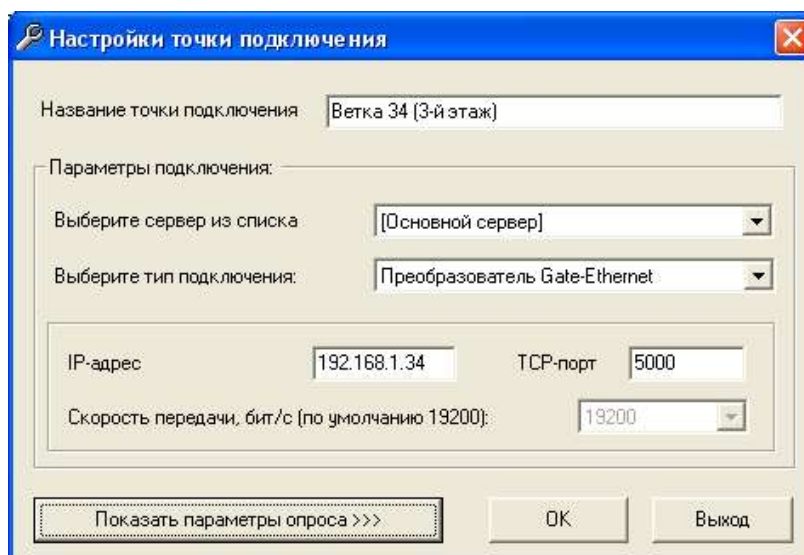 Настройки точки подключения
Название точки подключения Ветка 34 (3-й этаж)
Параметры подключения:
Выберите сервер из списка [Основной сервер]
Выберите тип подключения: Преобразователь Gate-Ethernet
IP-адрес 192.168.1.34 TCP-порт 5000
Скорость передачи, бит/с (по умолчанию 19200): 19200
Показать параметры опроса >>> OK Выход